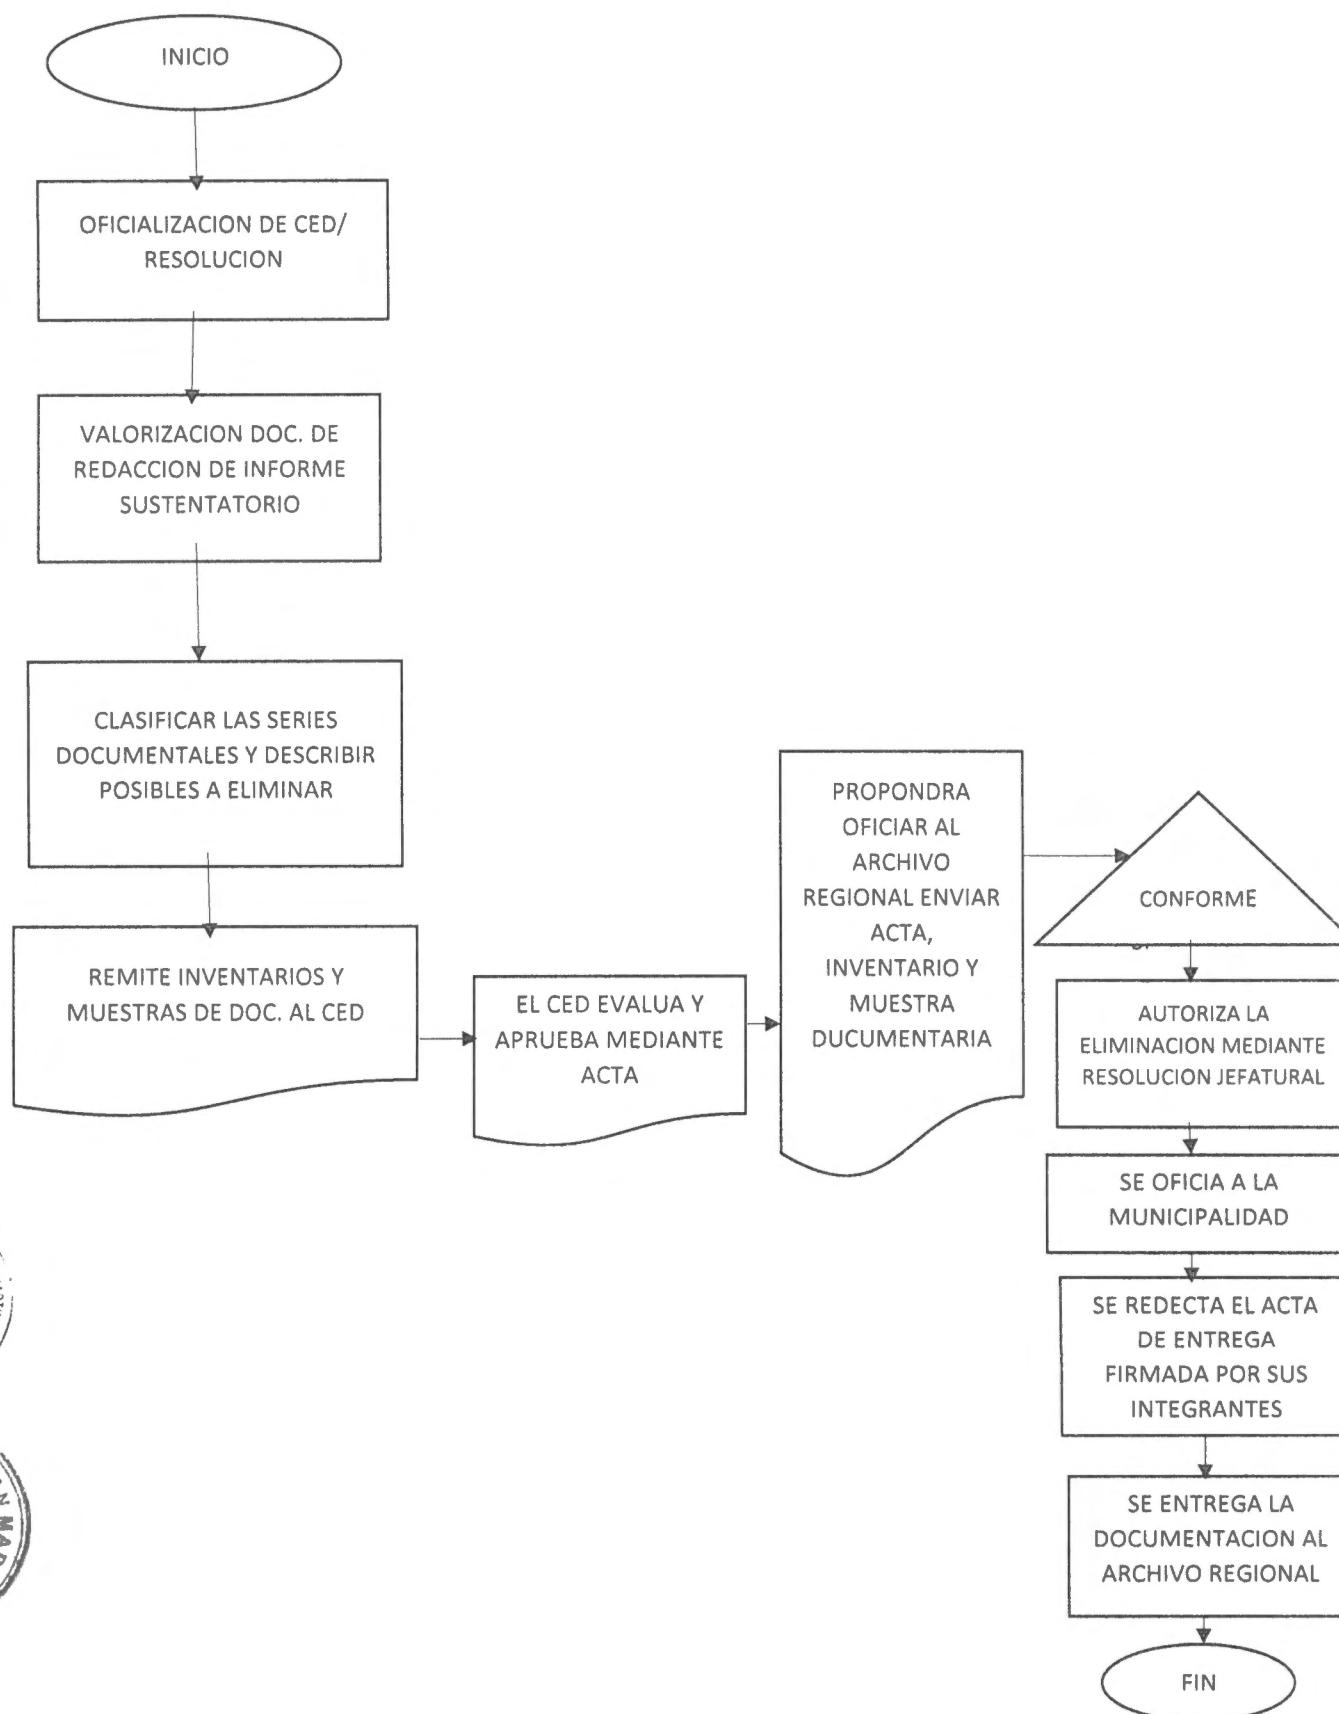 INICIO
OFICIALIZACION DE CED/
RESOLUCION
VALORIZACION DOC. DE
REDACCION DE INFORME
SUSTENTATORIO
CLASIFICAR LAS SERIES
DOCUMENTALES Y DESCRIBIR
POSIBLES A ELIMINAR
REMITE INVENTARIOS Y
MUESTRAS DE DOC. AL CED
EL CED EVALUA Y
APRUEBA MEDIANTE
ACTA
PROPONDRA
OFICIAR AL
ARCHIVO
REGIONAL ENVIAR
ACTA,
INVENTARIO Y
MUESTRA
DUCUMENTARIA
CONFORME
AUTORIZA LA
ELIMINACION MEDIANTE
RESOLUCION JEFATURAL
SE OFICIA A LA
MUNICIPALIDAD
SE REDECTA EL ACTA
DE ENTREGA
FIRMADA POR SUS
INTEGRANTES
SE ENTREGA LA
DOCUMENTACION AL
ARCHIVO REGIONAL
FIN